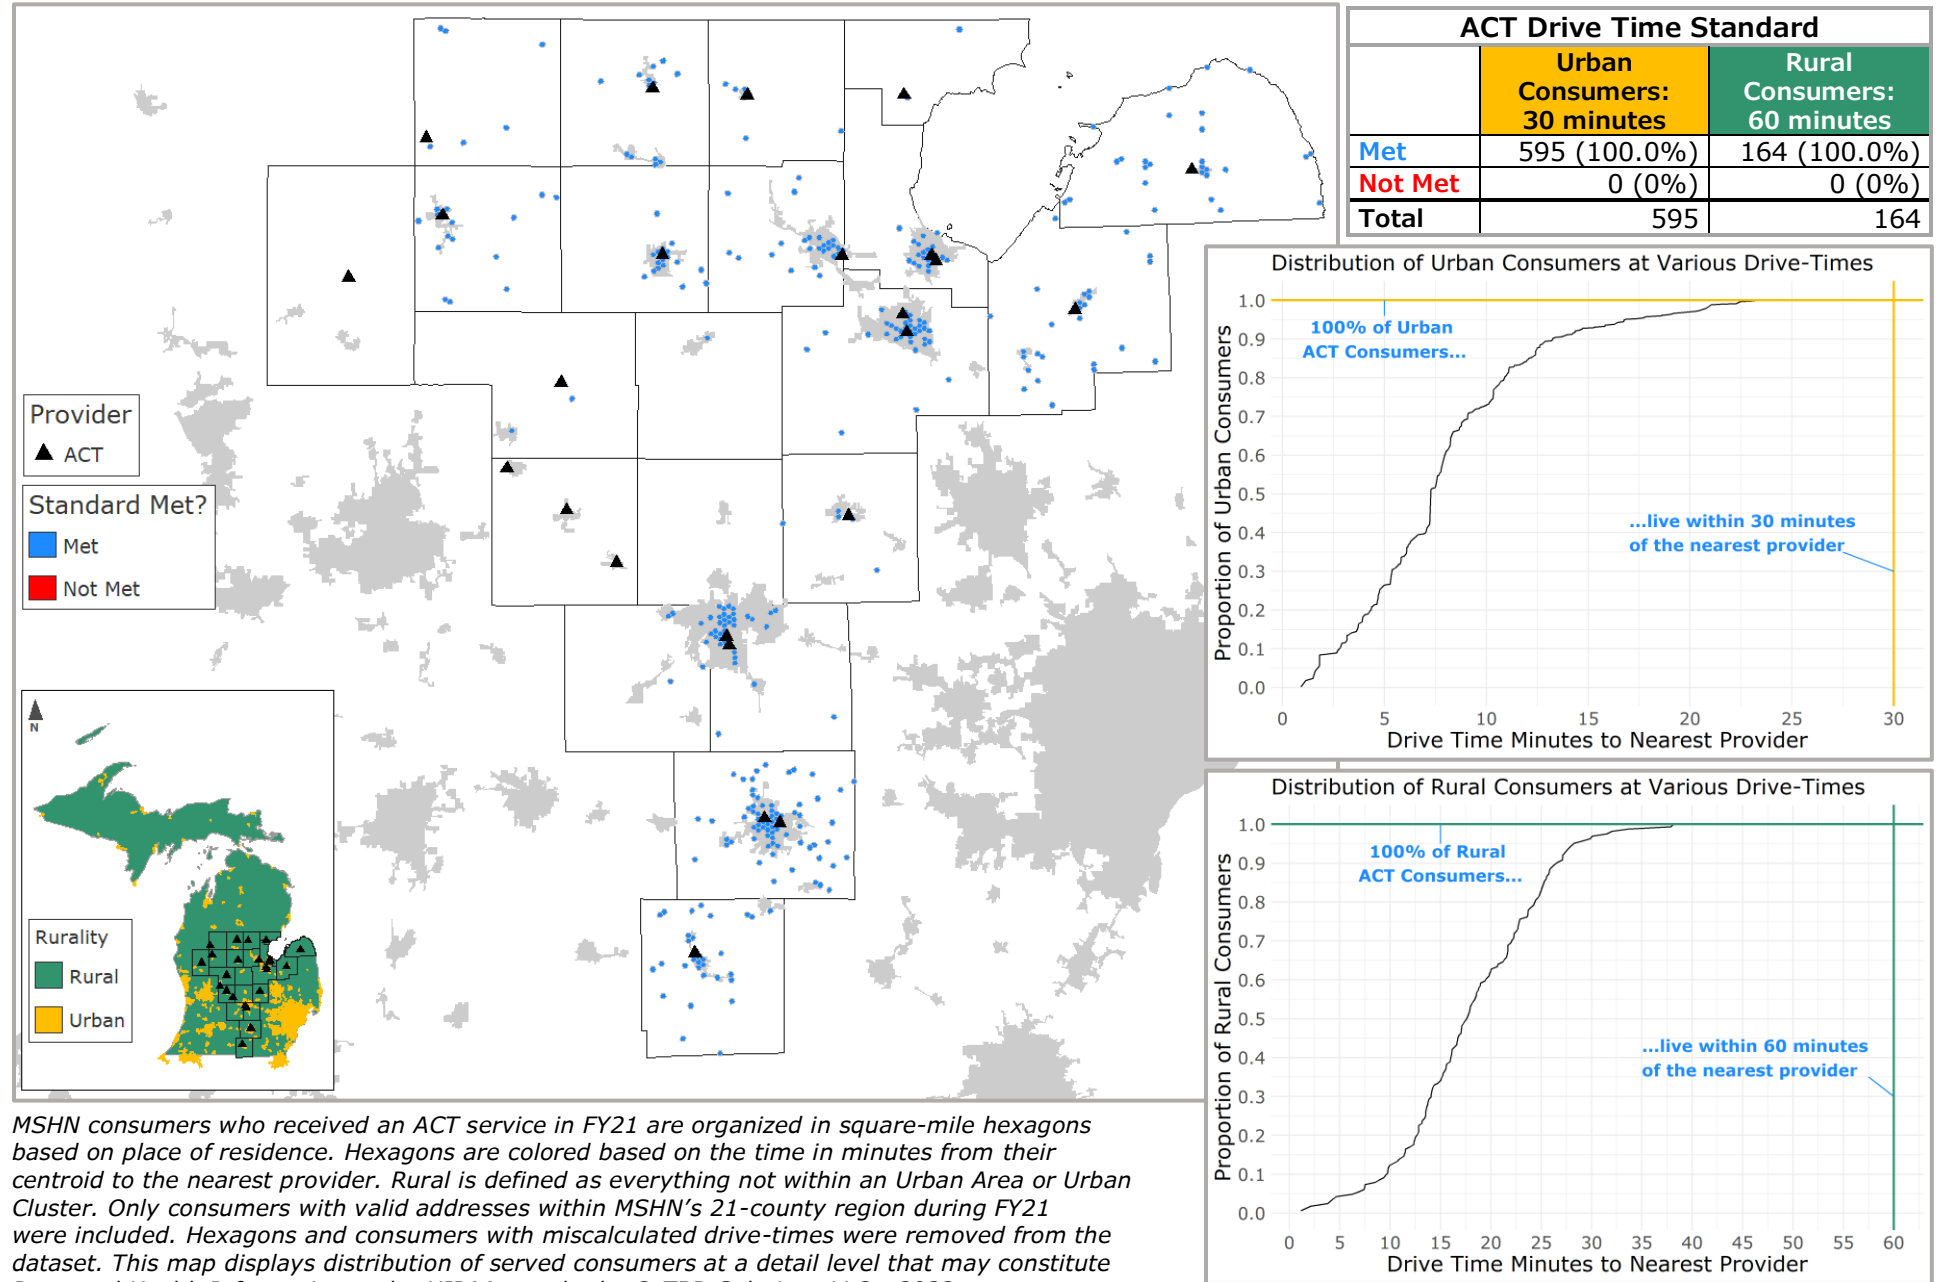 ACT Drive Time Standard
Urban Consumers: 30 minutes
Rural Consumers: 60 minutes
Met 595 (100.0%) 164 (100.0%)
Not Met 0 (0%) 0 (0%)
Total 595 164
Provider
ACT
Standard Met?
Met
Not Met
N
Rurality
Rural
Urban
Distribution of Urban Consumers at Various Drive-Times
Proportion of Urban Consumers
1.0
0.9
0.8
0.7
0.6
0.5
0.4
0.3
0.2
0.1
0.0
100% of Urban
ACT Consumers...
...live within 30 minutes
of the nearest provider
0 5 10 15 20 25 30
Drive Time Minutes to Nearest Provider
Distribution of Rural Consumers at Various Drive-Times
Proportion of Rural Consumers
1.0
0.9
0.8
0.7
0.6
0.5
0.4
0.3
0.2
0.1
0.0
100% of Rural
ACT Consumers...
...live within 60 minutes
of the nearest provider
0 5 10 15 20 25 30 35 40 45 50 55 60
Drive Time Minutes to Nearest Provider
MSHN consumers who received an ACT service in FY21 are organized in square-mile hexagons
based on place of residence. Hexagons are colored based on the time in minutes from their
centroid to the nearest provider. Rural is defined as everything not within an Urban Area or Urban
Cluster. Only consumers with valid addresses within MSHN's 21-county region during FY21
were included. Hexagons and consumers with miscalculated drive-times were removed from the
dataset. This map displays distribution of served consumers at a detail level that may constitute